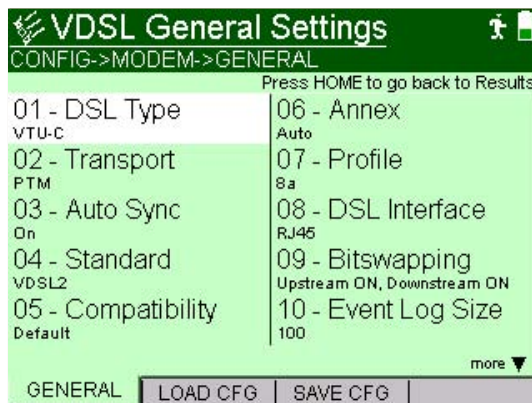 VDSL General Settings
CONFIG->MODEM->GENERAL
Press HOME to go back to Results
01 - DSL Type
VTU-C
02 - Transport
PTM
03 - Auto Sync
On
04 - Standard
VDSL2
05 - Compatibility
Default
06 - Annex
Auto
07 - Profile
8a
08 - DSL Interface
RJ45
09 - Bitswapping
Upstream ON, Downstream ON
10 - Event Log Size
100
more ▼
GENERAL
LOAD CFG
SAVE CFG